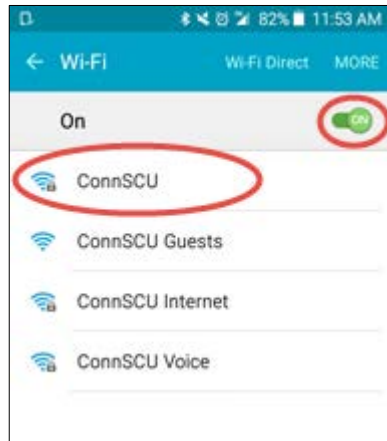 82% 11:53 AM
Wi-Fi Wi-Fi Direct MORE
On ON
ConnSCU
ConnSCU Guests
ConnSCU Internet
ConnSCU Voice